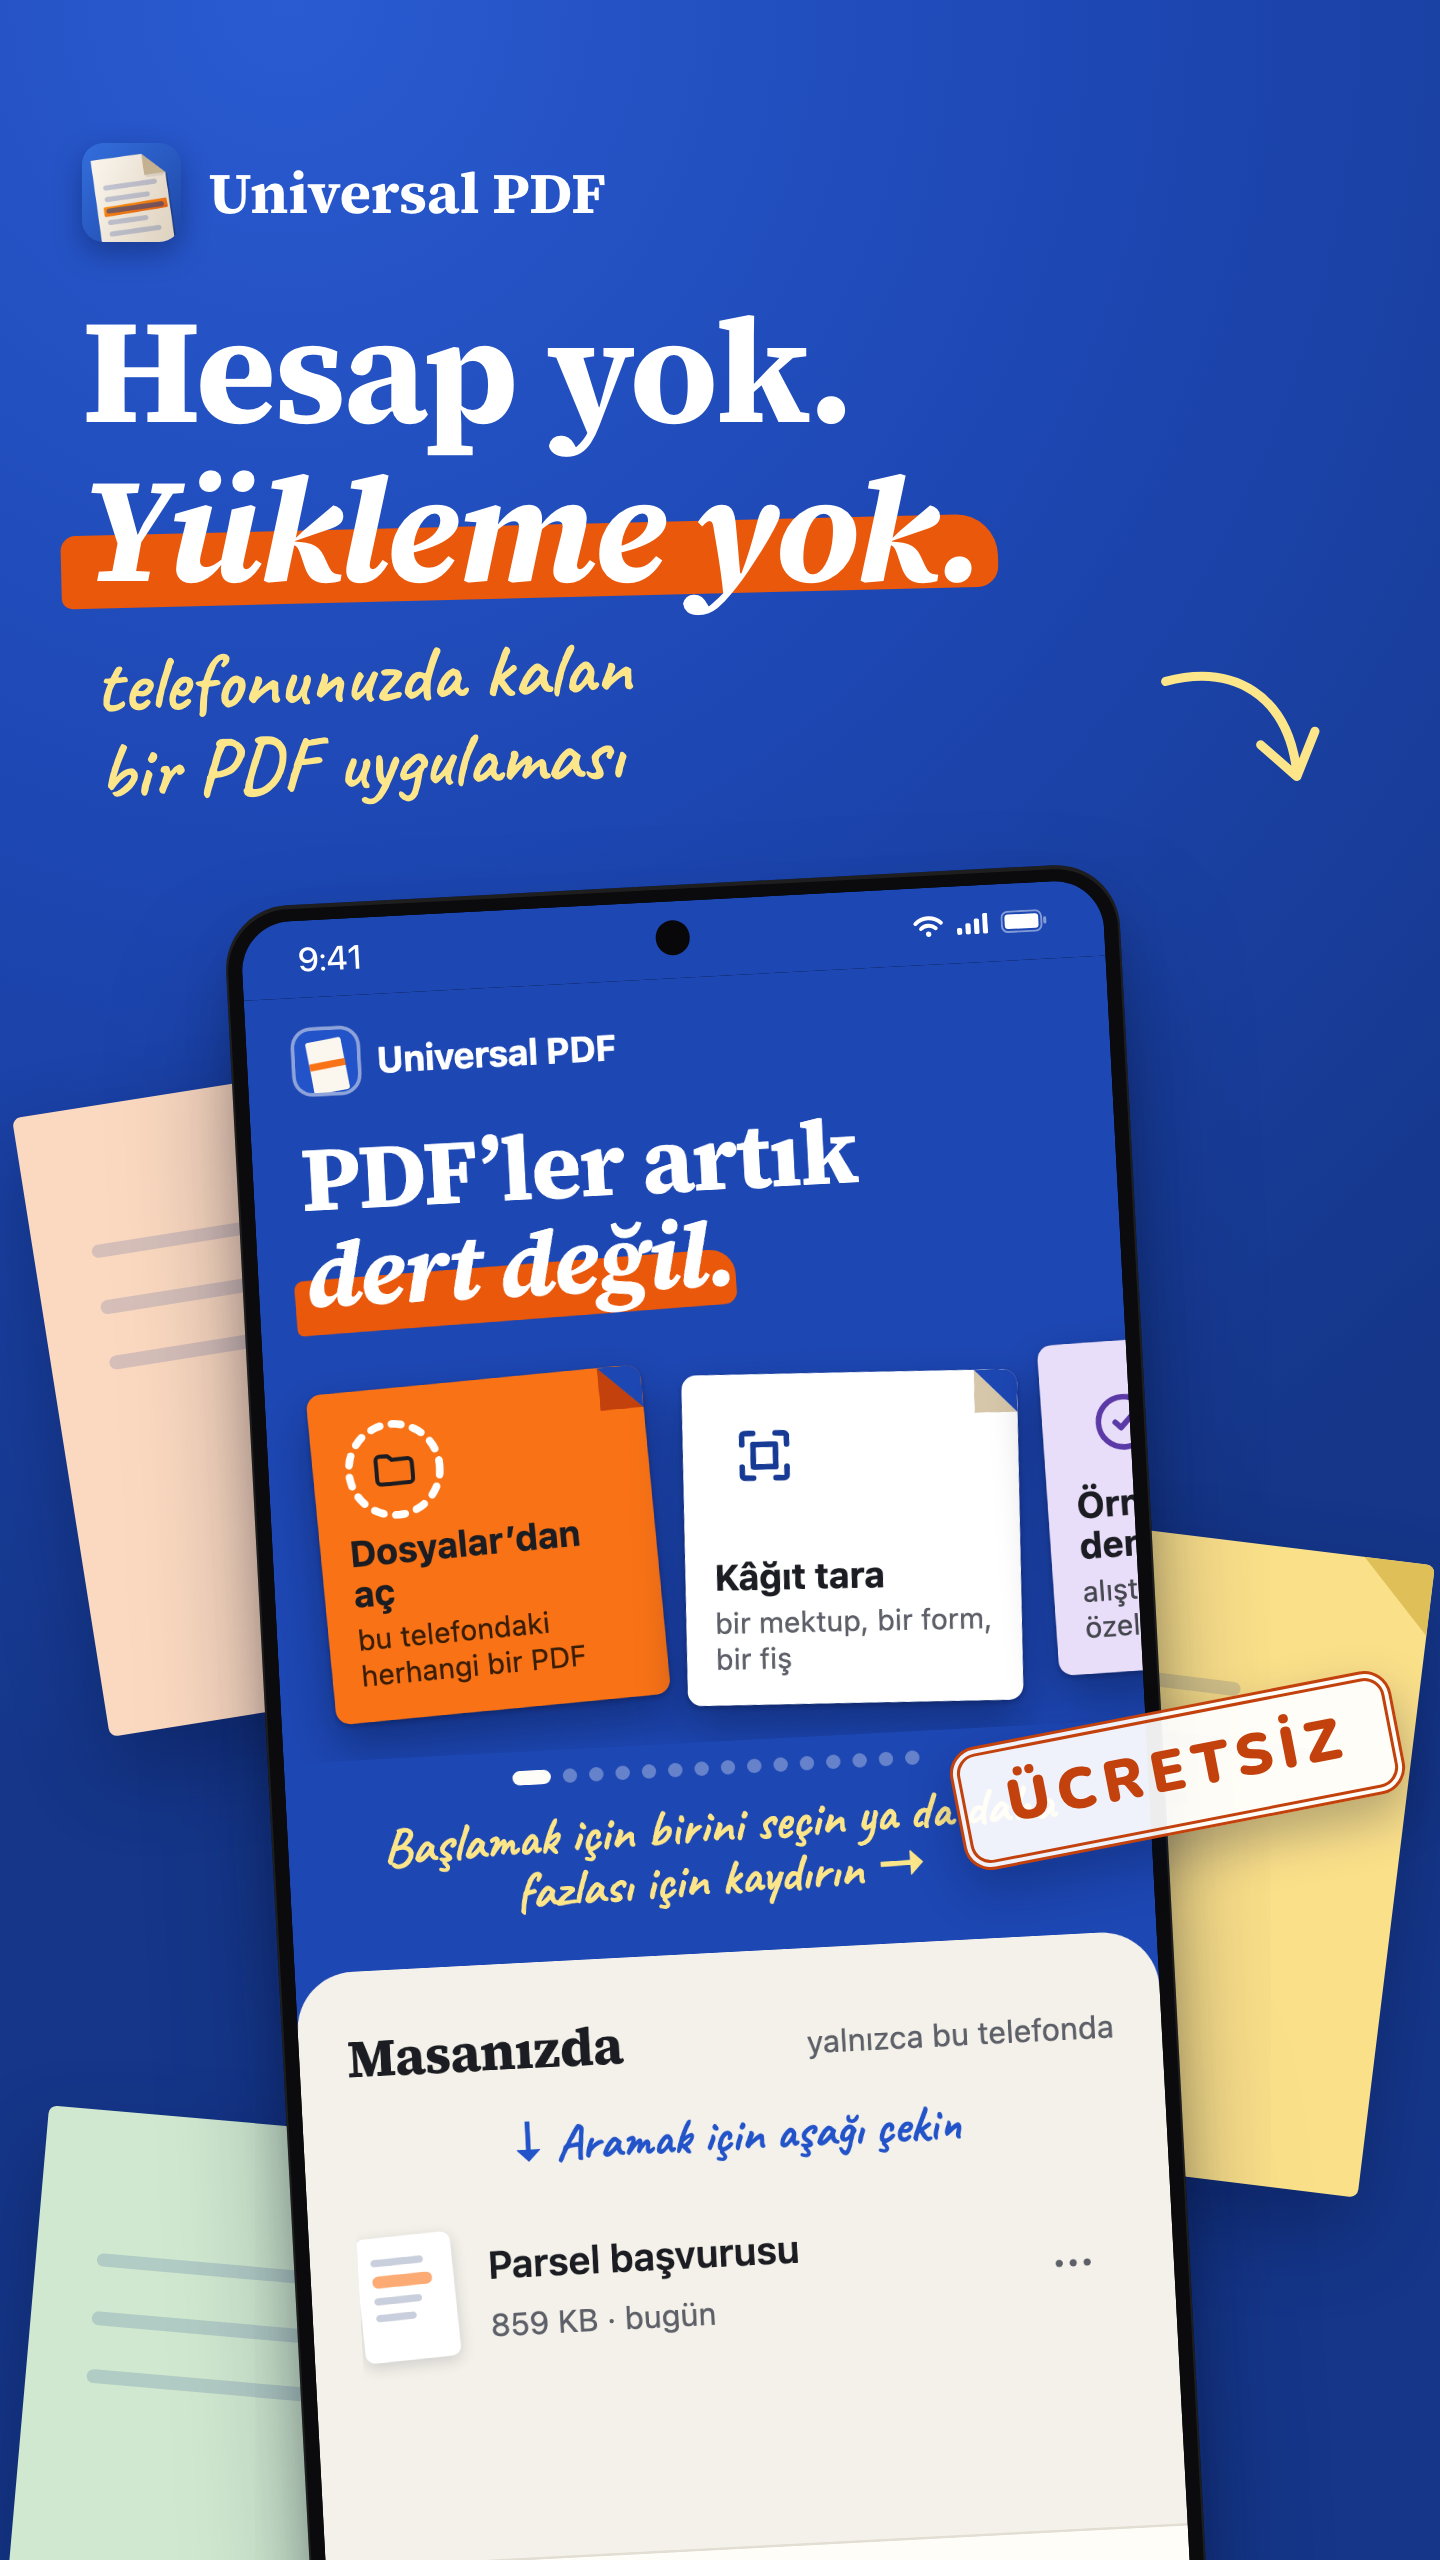 Universal PDF
Hesap yok.
Yükleme yok.
telefonunuzda kalan
bir PDF uygulaması
9:41
Universal PDF
PDF’ler artık
dert değil.
Dosyalar’dan
aç
bu telefondaki
herhangi bir PDF
Kâğıt tara
bir mektup, bir form,
bir fiş
ÜCRETSİZ
Başlamak için birini seçin ya da
fazlası için kaydırın →
Masanızda
yalnızca bu telefonda
↓ Aramak için aşağı çekin
Parsel başvurusu
859 KB · bugün